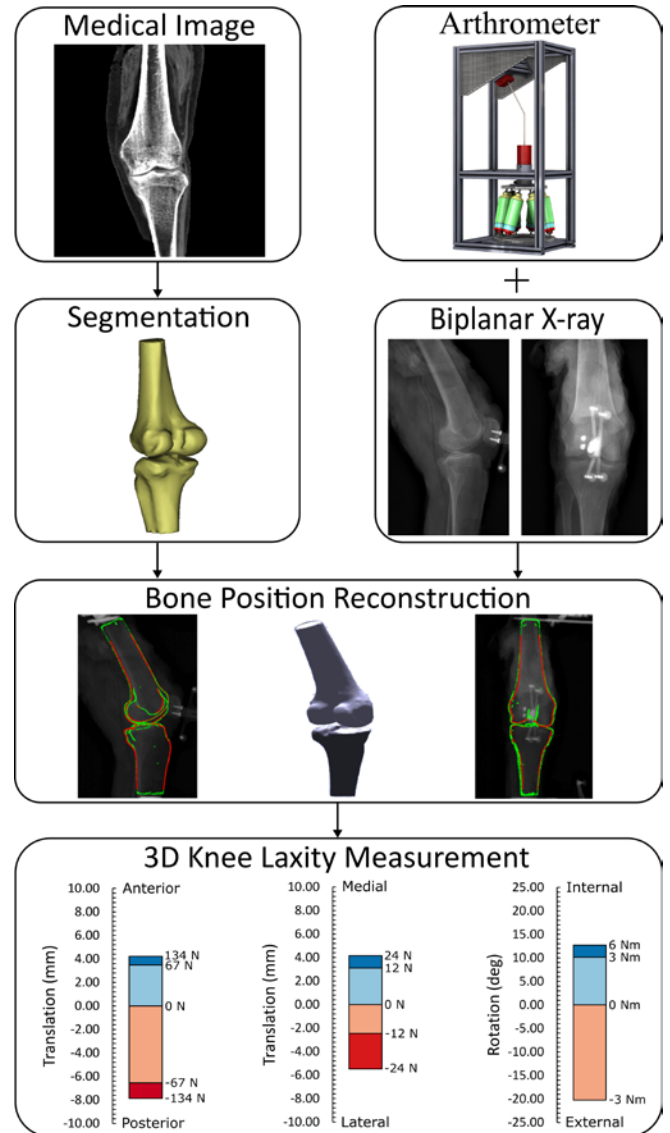 Medical Image
Arthrometer
+
Segmentation
Biplanar X-ray
Bone Position Reconstruction
3D Knee Laxity Measurement
Translation (mm)
10.00
8.00
6.00
4.00
2.00
0.00
-2.00
-4.00
-6.00
-8.00
-10.00
Anterior
134 N
67 N
0 N
-67 N
-134 N
Posterior
Translation (mm)
10.00
8.00
6.00
4.00
2.00
0.00
2.00
4.00
6.00
8.00
-10.00
Medial
24 N
12 N
0 N
-12 N
-24 N
Lateral
Rotation (deg)
25.00
20.00
15.00
10.00
5.00
0.00
-5.00
-10.00
-15.00
-20.00
-25.00
Internal
6 Nm
3 Nm
0 Nm
-3 Nm
External